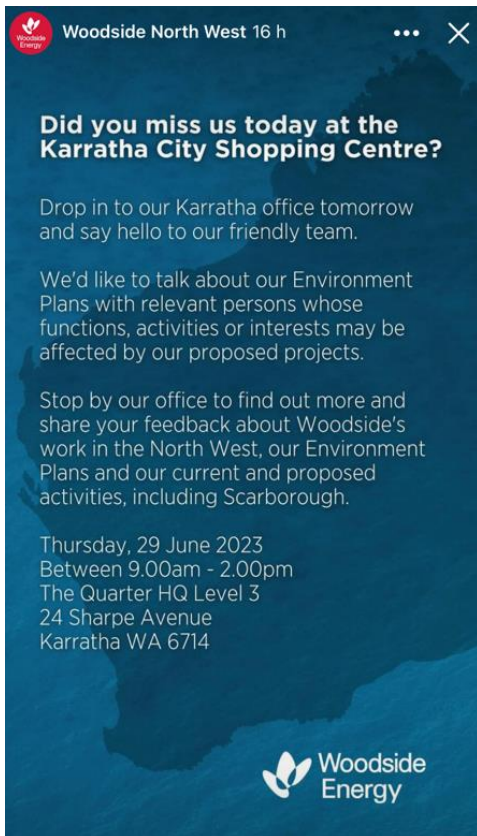 Woodside North West 16 h
Woodside
Energy
Did you miss us today at the
Karratha City Shopping Centre?
Drop in to our Karratha office tomorrow
and say hello to our friendly team.
We'd like to talk about our Environment
Plans with relevant persons whose
functions, activities or interests may be
affected by our proposed projects.
Stop by our office to find out more and
share your feedback about Woodside's
work in the North West, our Environment
Plans and our current and proposed
activities, including Scarborough.
Thursday, 29 June 2023
Between 9.00am - 2.00pm
The Quarter HQ Level 3
24 Sharpe Avenue
Karratha WA 6714
Woodside
Energy